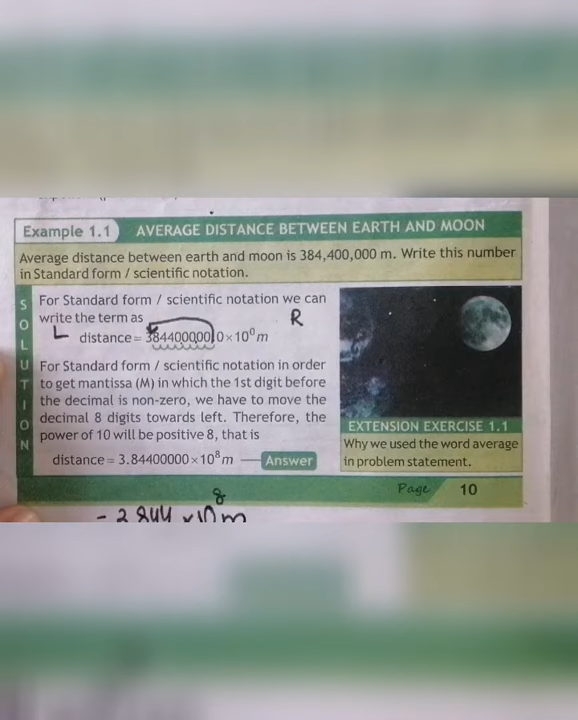 Example 1.1 AVERAGE DISTANCE BETWEEN EARTH AND MOON
Average distance between earth and moon is 384,400,000 m. Write this number
in Standard form / scientific notation.
SOLUTION
For Standard form / scientific notation we can
write the term as
R
L distance = 384400000.0 × 10⁰ m
For Standard form / scientific notation in order
to get mantissa (M) in which the 1st digit before
the decimal is non-zero, we have to move the
decimal 8 digits towards left. Therefore, the
power of 10 will be positive 8, that is
distance = 3.84400000 × 10⁸ m — Answer
EXTENSION EXERCISE 1.1
Why we used the word average
in problem statement.
Page 10